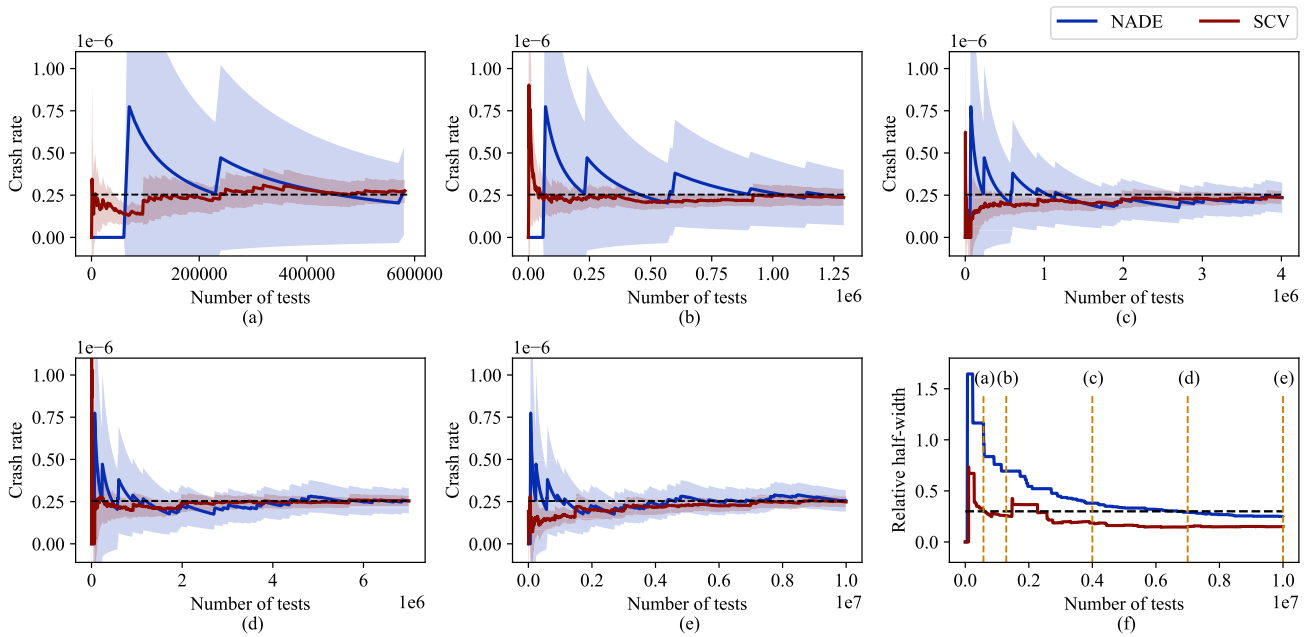 NADE SCV
1e−6
1.00
0.75
0.50
0.25
0.00
Crash rate
0 200000 400000 600000
Number of tests
(a)
1e−6
1.00
0.75
0.50
0.25
0.00
Crash rate
0.00 0.25 0.50 0.75 1.00 1.25
1e6
Number of tests
(b)
1e−6
1.00
0.75
0.50
0.25
0.00
Crash rate
0 1 2 3 4
1e6
Number of tests
(c)
1e−6
1.00
0.75
0.50
0.25
0.00
Crash rate
0 2 4 6
1e6
Number of tests
(d)
1e−6
1.00
0.75
0.50
0.25
0.00
Crash rate
0.0 0.2 0.4 0.6 0.8 1.0
1e7
Number of tests
(e)
(a) (b) (c) (d) (e)
1.5
1.0
0.5
0.0
Relative half-width
0.0 0.2 0.4 0.6 0.8 1.0
1e7
Number of tests
(f)